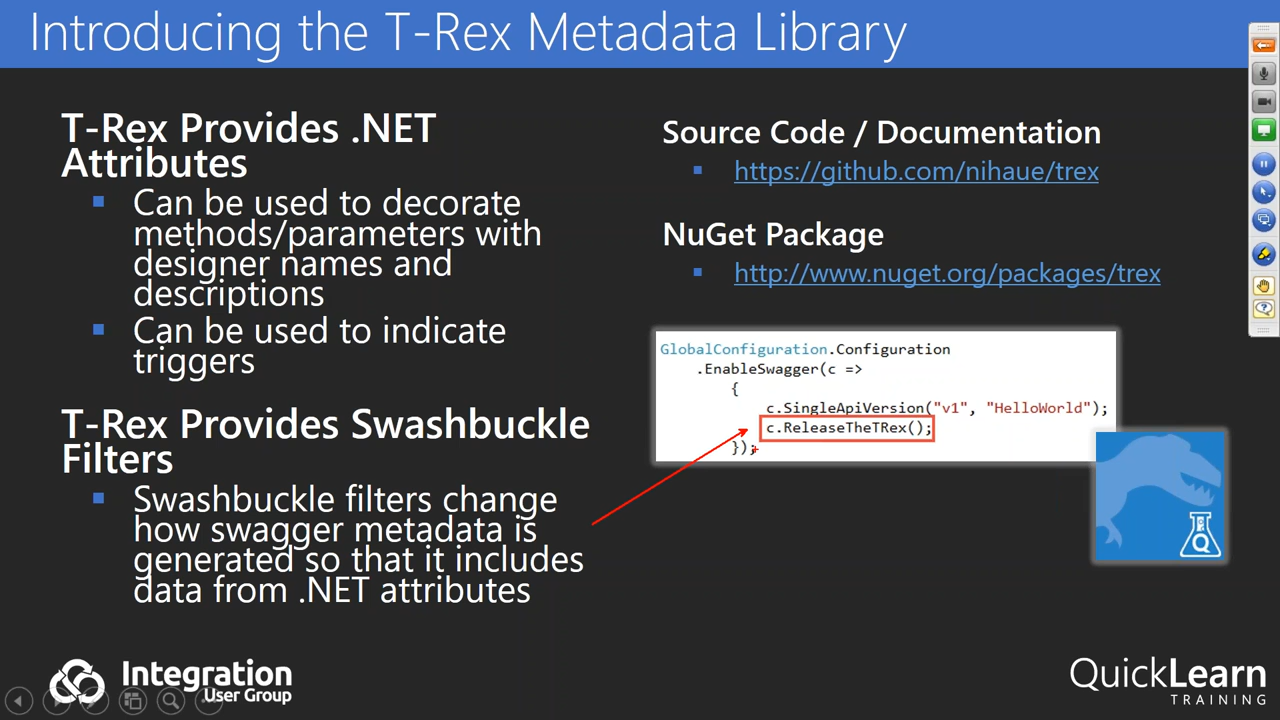 Introducing the T-Rex Metadata Library
T-Rex Provides .NET
Attributes
Can be used to decorate
methods/parameters with
designer names and
descriptions
Can be used to indicate
triggers
T-Rex Provides Swashbuckle
Filters
Swashbuckle filters change
how swagger metadata is
generated so that it includes
data from .NET attributes
Source Code / Documentation
https://github.com/nihaue/trex
NuGet Package
http://www.nuget.org/packages/trex
GlobalConfiguration.Configuration
.EnableSwagger(c =>
{
c.SingleApiVersion("v1", "HelloWorld");
c.ReleaseTheTRex();
});
Q
Integration
User Group
QuickLearn
TRAINING